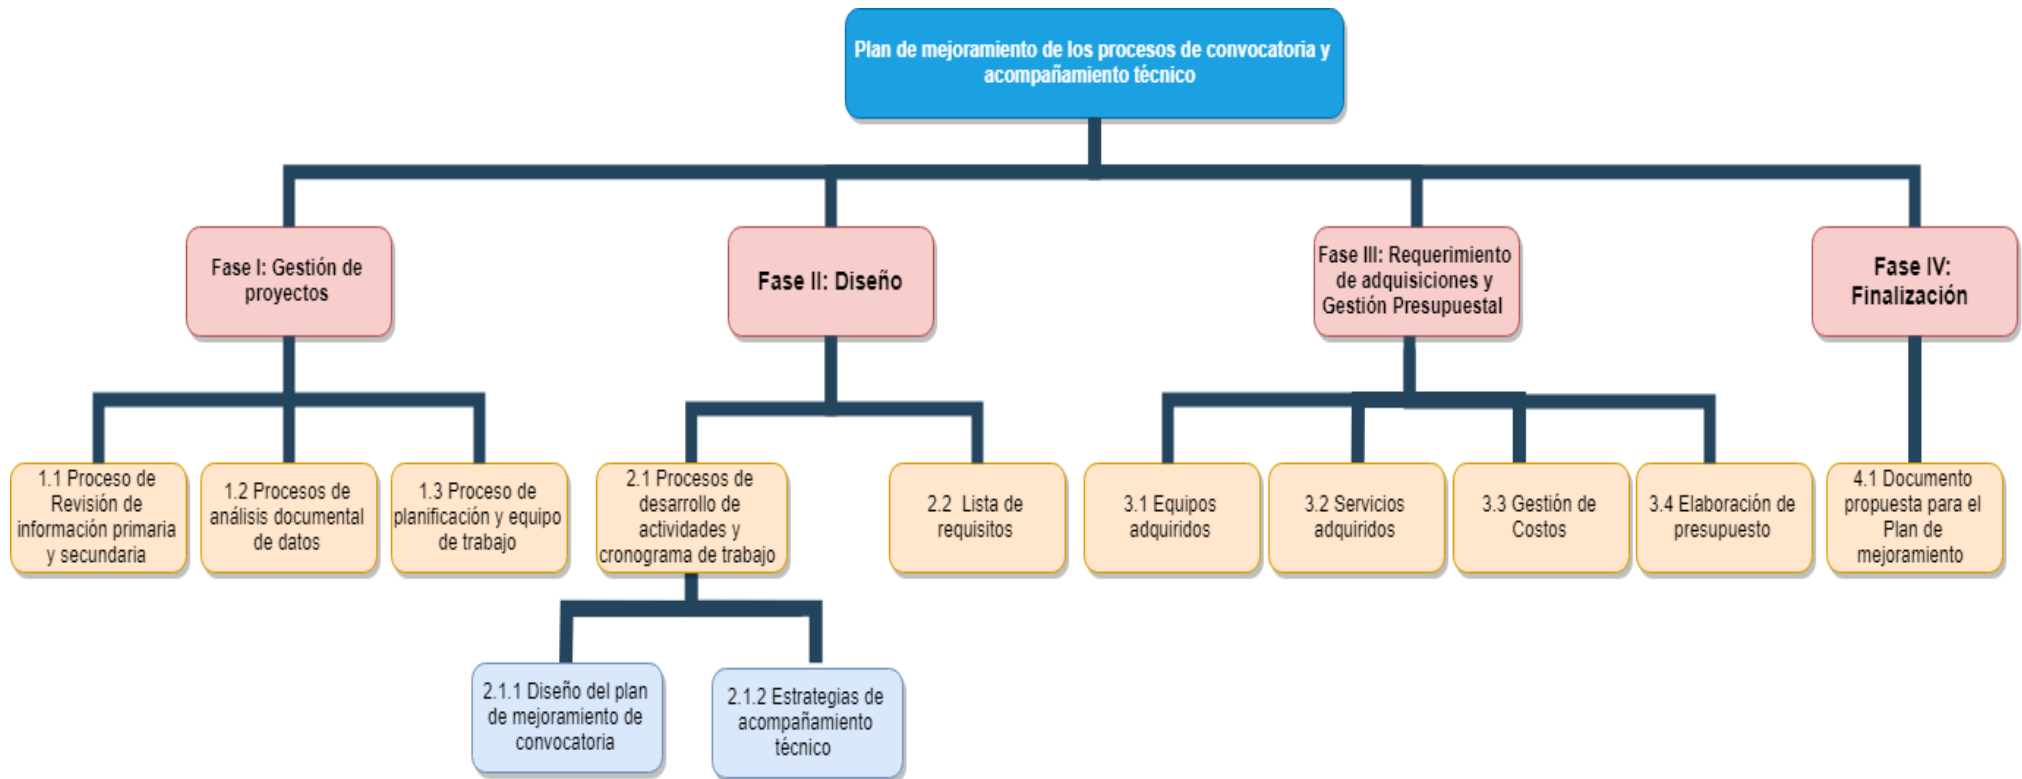 Plan de mejoramiento de los procesos de convocatoria y
acompañamiento técnico
Fase I: Gestión de
proyectos
Fase II: Diseño
Fase III: Requerimiento
de adquisiciones y
Gestión Presupuestal
Fase IV:
Finalización
1.1 Proceso de
Revisión de
información primaria
y secundaria
1.2 Procesos de
análisis documental
de datos
1.3 Proceso de
planificación y equipo
de trabajo
2.1 Procesos de
desarrollo de
actividades y
cronograma de trabajo
2.2 Lista de
requisitos
3.1 Equipos
adquiridos
3.2 Servicios
adquiridos
3.3 Gestión de
Costos
3.4 Elaboración de
presupuesto
4.1 Documento
propuesta para el
Plan de
mejoramiento
2.1.1 Diseño del plan
de mejoramiento de
convocatoria
2.1.2 Estrategias de
acompañamiento
técnico